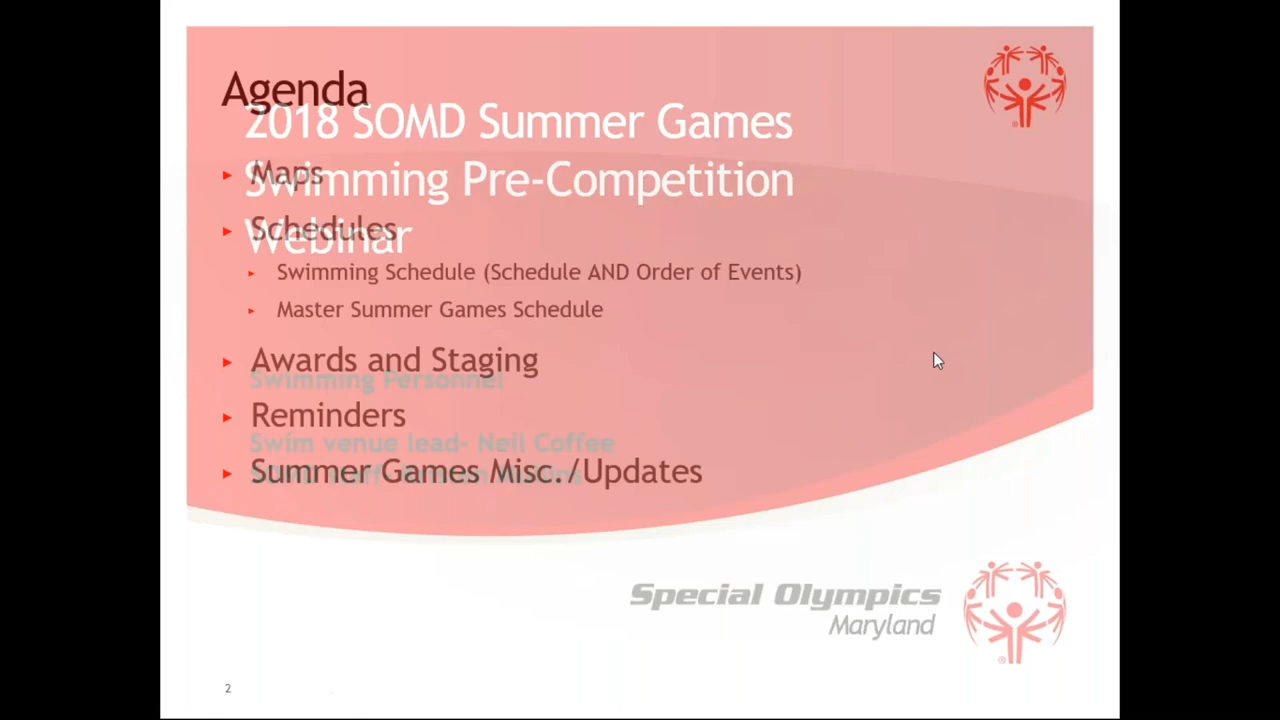 Agenda
2018 SOMD Summer Games
Swimming Pre-Competition
Webinar
▸ Maps
▸ Schedules
▸ Swimming Schedule (Schedule AND Order of Events)
▸ Master Summer Games Schedule
▸ Awards and Staging
Swimming Personnel
▸ Reminders
Swim venue lead- Neil Coffee
▸ Summer Games Misc./Updates
Special Olympics
Maryland
2